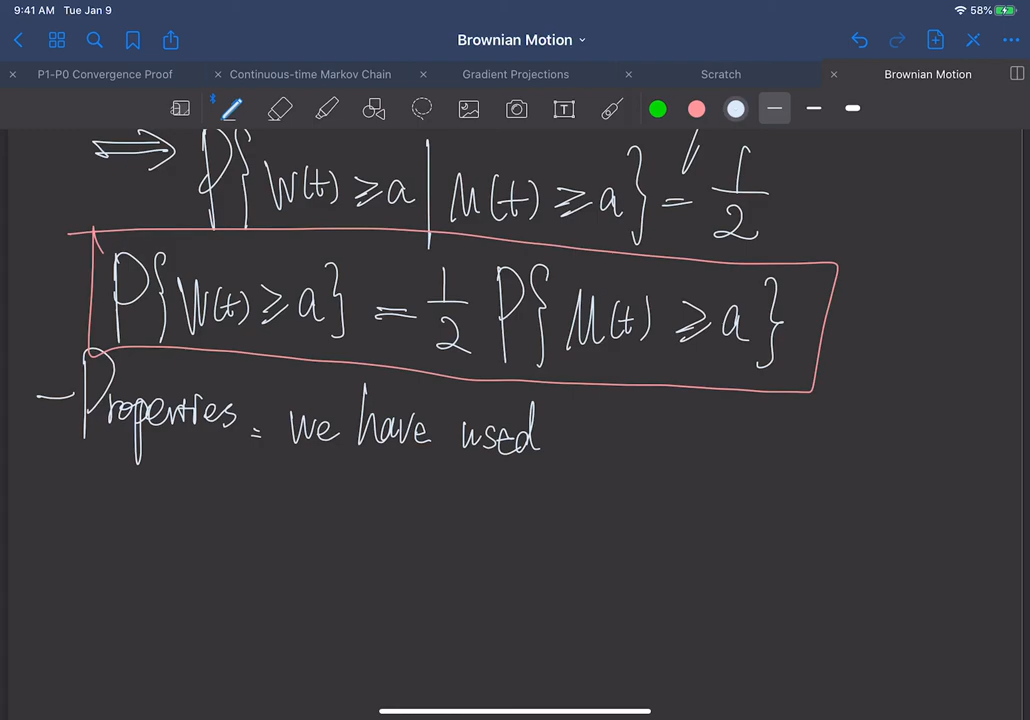 9:41 AM Tue Jan 9
58%
Brownian Motion
P1-P0 Convergence Proof
Continuous-time Markov Chain
Gradient Projections
Scratch
Brownian Motion
⟹ P{ W(t) ≥ a | M(t) ≥ a } = 1/2
P{ W(t) ≥ a } = 1/2 P{ M(t) ≥ a }
- Properties = we have used